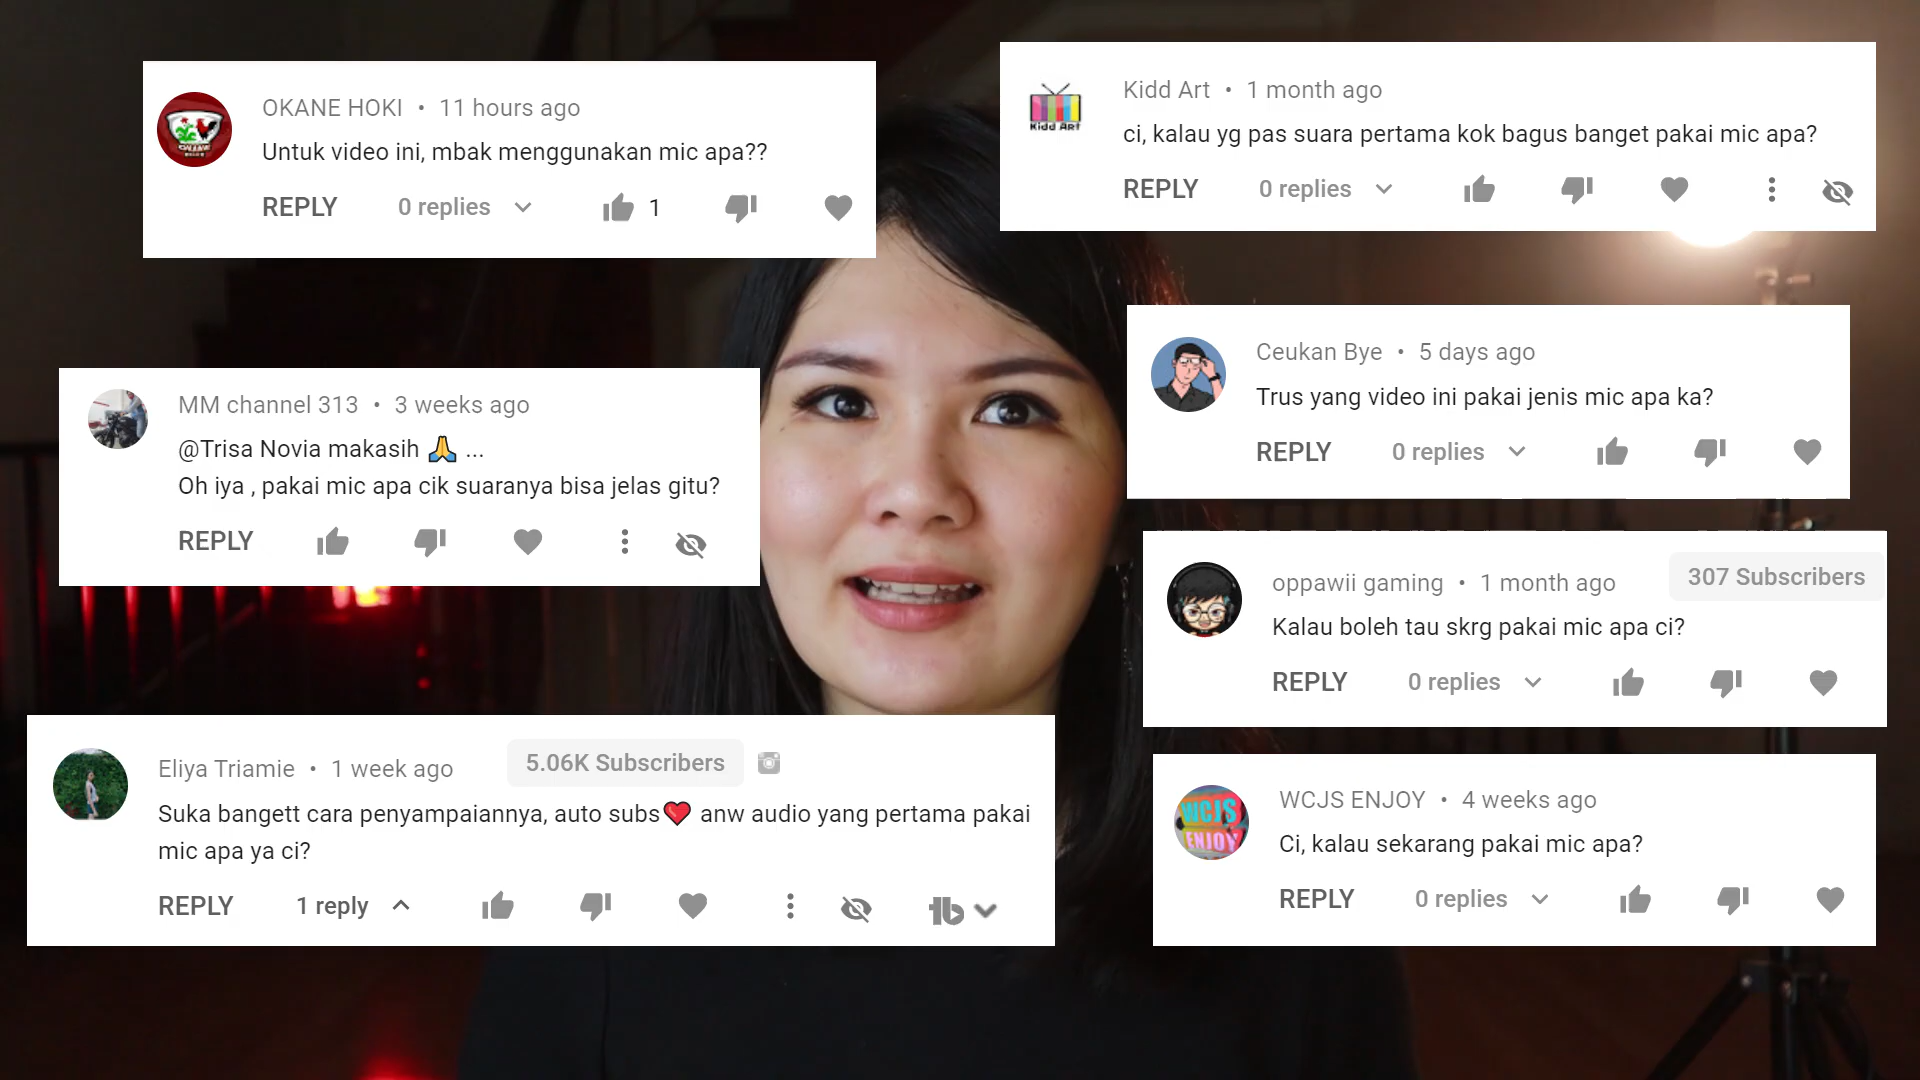 OKANE HOKI • 11 hours ago
Untuk video ini, mbak menggunakan mic apa??
REPLY 0 replies 1
Kidd Art • 1 month ago
Kidd Art
ci, kalau yg pas suara pertama kok bagus banget pakai mic apa?
REPLY 0 replies
MM channel 313 • 3 weeks ago
@Trisa Novia makasih 🙏 ...
Oh iya , pakai mic apa cik suaranya bisa jelas gitu?
REPLY
Ceukan Bye • 5 days ago
Trus yang video ini pakai jenis mic apa ka?
REPLY 0 replies
oppawii gaming • 1 month ago 307 Subscribers
Kalau boleh tau skrg pakai mic apa ci?
REPLY 0 replies
Eliya Triamie • 1 week ago 5.06K Subscribers
Suka bangett cara penyampaiannya, auto subs❤️ anw audio yang pertama pakai
mic apa ya ci?
REPLY 1 reply
WCJS ENJOY • 4 weeks ago
WCJS
ENJOY
Ci, kalau sekarang pakai mic apa?
REPLY 0 replies